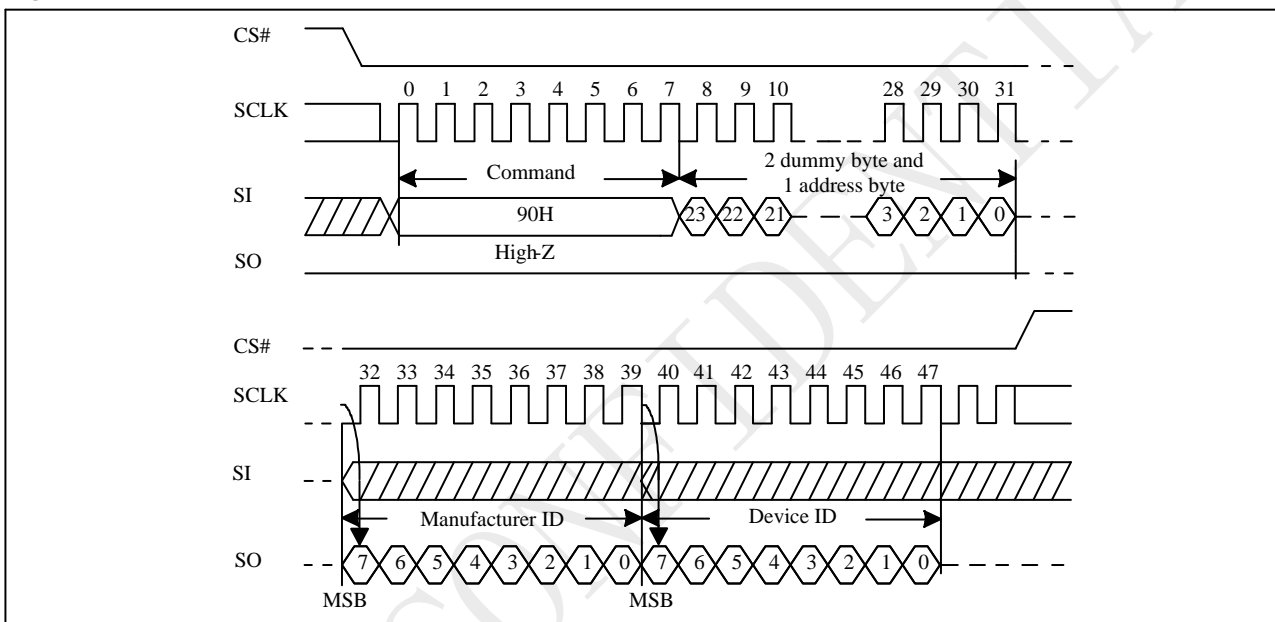 CS#
0 1 2 3 4 5 6 7 8 9 10 28 29 30 31
SCLK
Command
2 dummy byte and
1 address byte
SI
90H
23 22 21 3 2 1 0
High-Z
SO
CS#
32 33 34 35 36 37 38 39 40 41 42 43 44 45 46 47
SCLK
SI
Manufacturer ID
Device ID
SO
7 6 5 4 3 2 1 0 7 6 5 4 3 2 1 0
MSB
MSB